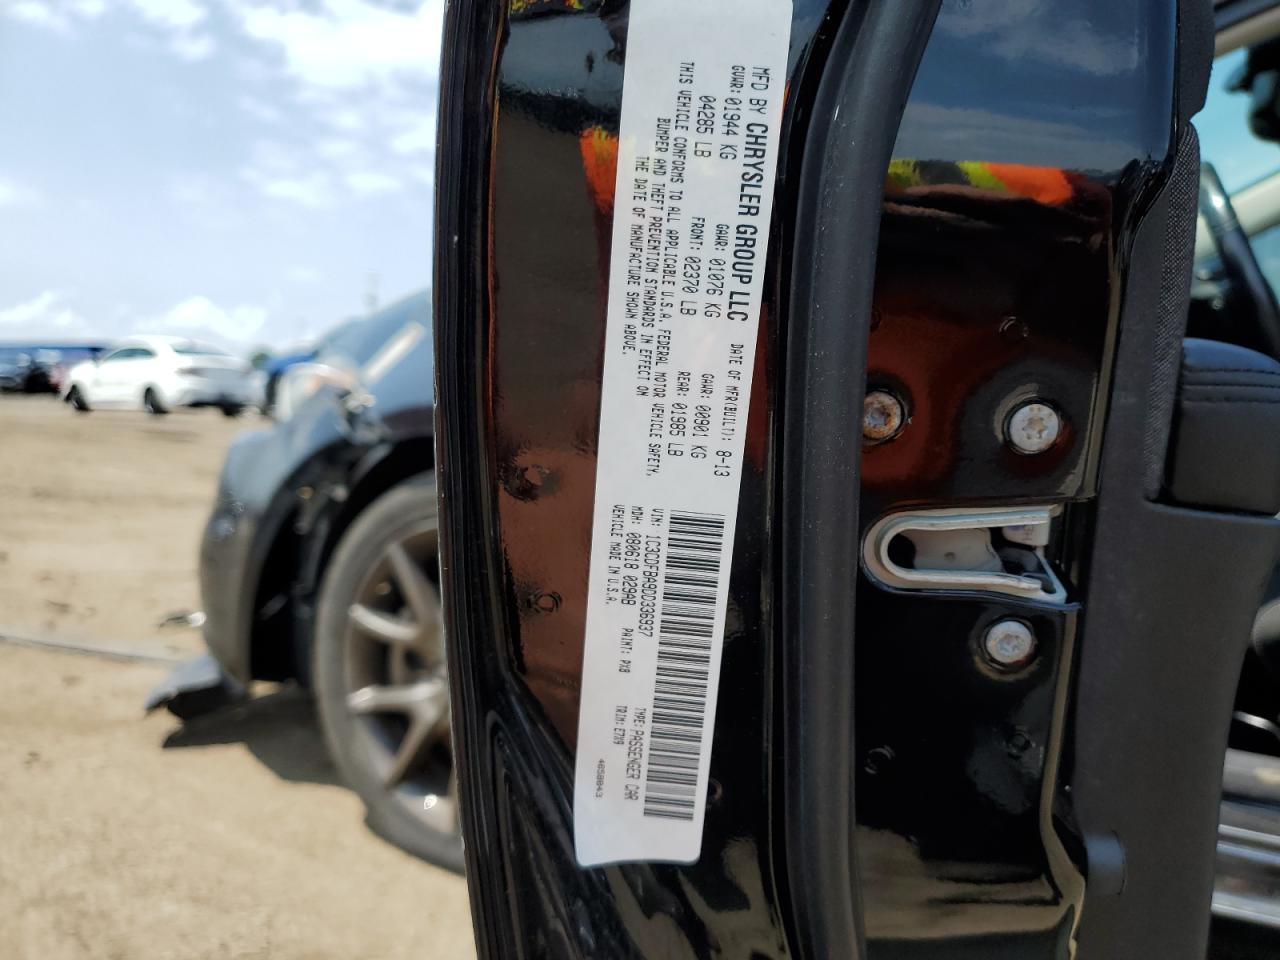 MFD BY CHRYSLER GROUP LLC DATE OF MFR(BUILT): 8-13
GVWR: 01944 KG GAWR: 01076 KG GAWR: 00901 KG
04285 LB FRONT: 02370 LB REAR: 01985 LB
THIS VEHICLE CONFORMS TO ALL APPLICABLE U.S.A. FEDERAL MOTOR VEHICLE SAFETY,
BUMPER AND THEFT PREVENTION STANDARDS IN EFFECT ON
THE DATE OF MANUFACTURE SHOWN ABOVE.
VIN: 1C3CDFBA9DD336937 TYPE: PASSENGER CAR
MDH: 080618 029AB PAINT: PX8 TRIM: E7X9
VEHICLE MADE IN U.S.A. 4658043